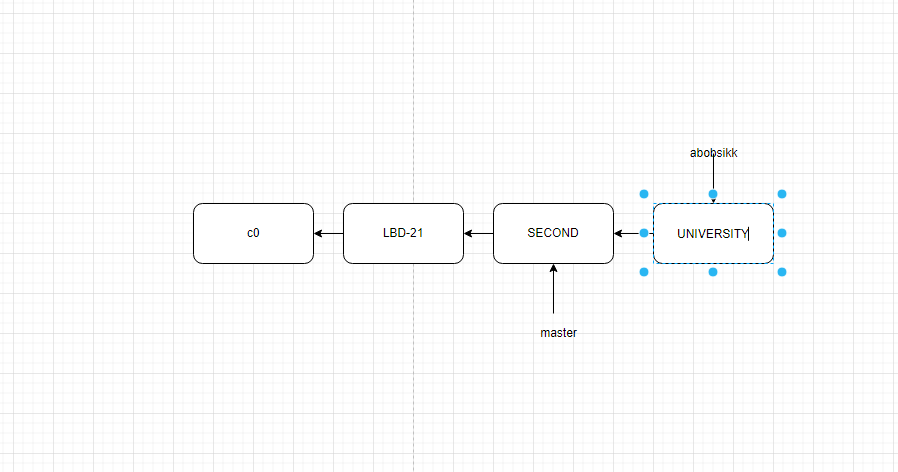 abobsikk
c0
LBD-21
SECOND
UNIVERSITY
master